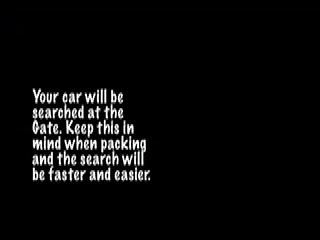 Your car will be
searched at the
Gate. Keep this in
mind when packing
and the search will
be faster and easier.